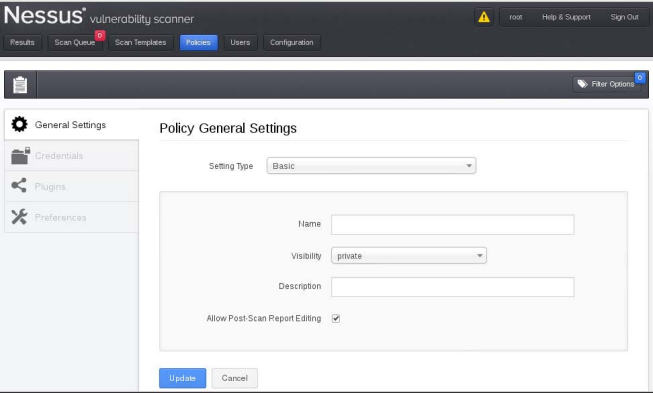 Nessus vulnerability scanner
root Help & Support Sign Out
Results Scan Queue 0 Scan Templates Policies Users Configuration
Filter Options 0
General Settings
Credentials
Plugins
Preferences
Policy General Settings
Setting Type Basic
Name
Visibility private
Description
Allow Post-Scan Report Editing
Update Cancel